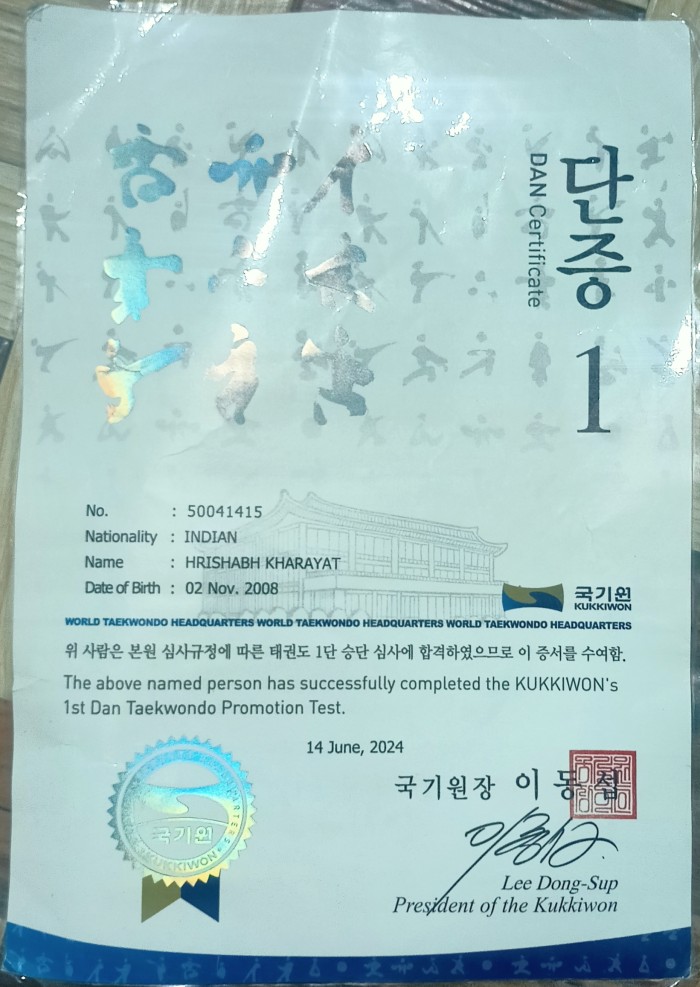 단증
DAN Certificate
1
No. : 50041415
Nationality : INDIAN
Name : HRISHABH KHARAYAT
Date of Birth : 02 Nov. 2008
국기원
KUKKIWON
WORLD TAEKWONDO HEADQUARTERS WORLD TAEKWONDO HEADQUARTERS WORLD TAEKWONDO HEADQUARTERS
위 사람은 본원 심사규정에 따른 태권도 1단 승단 심사에 합격하였으므로 이 증서를 수여함.
The above named person has successfully completed the KUKKIWON's
1st Dan Taekwondo Promotion Test.
14 June, 2024
국기원장 이동섭
Lee Dong-Sup
President of the Kukkiwon
국기원
KUKKIWON